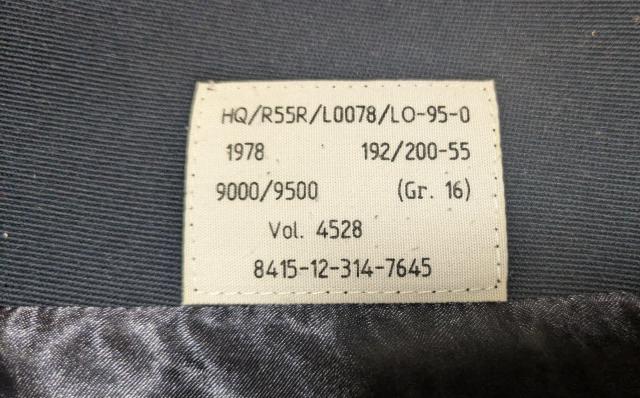 HQ/R55R/L0078/LO-95-0
1978 192/200-55
9000/9500 (Gr. 16)
Vol. 4528
8415-12-314-7645